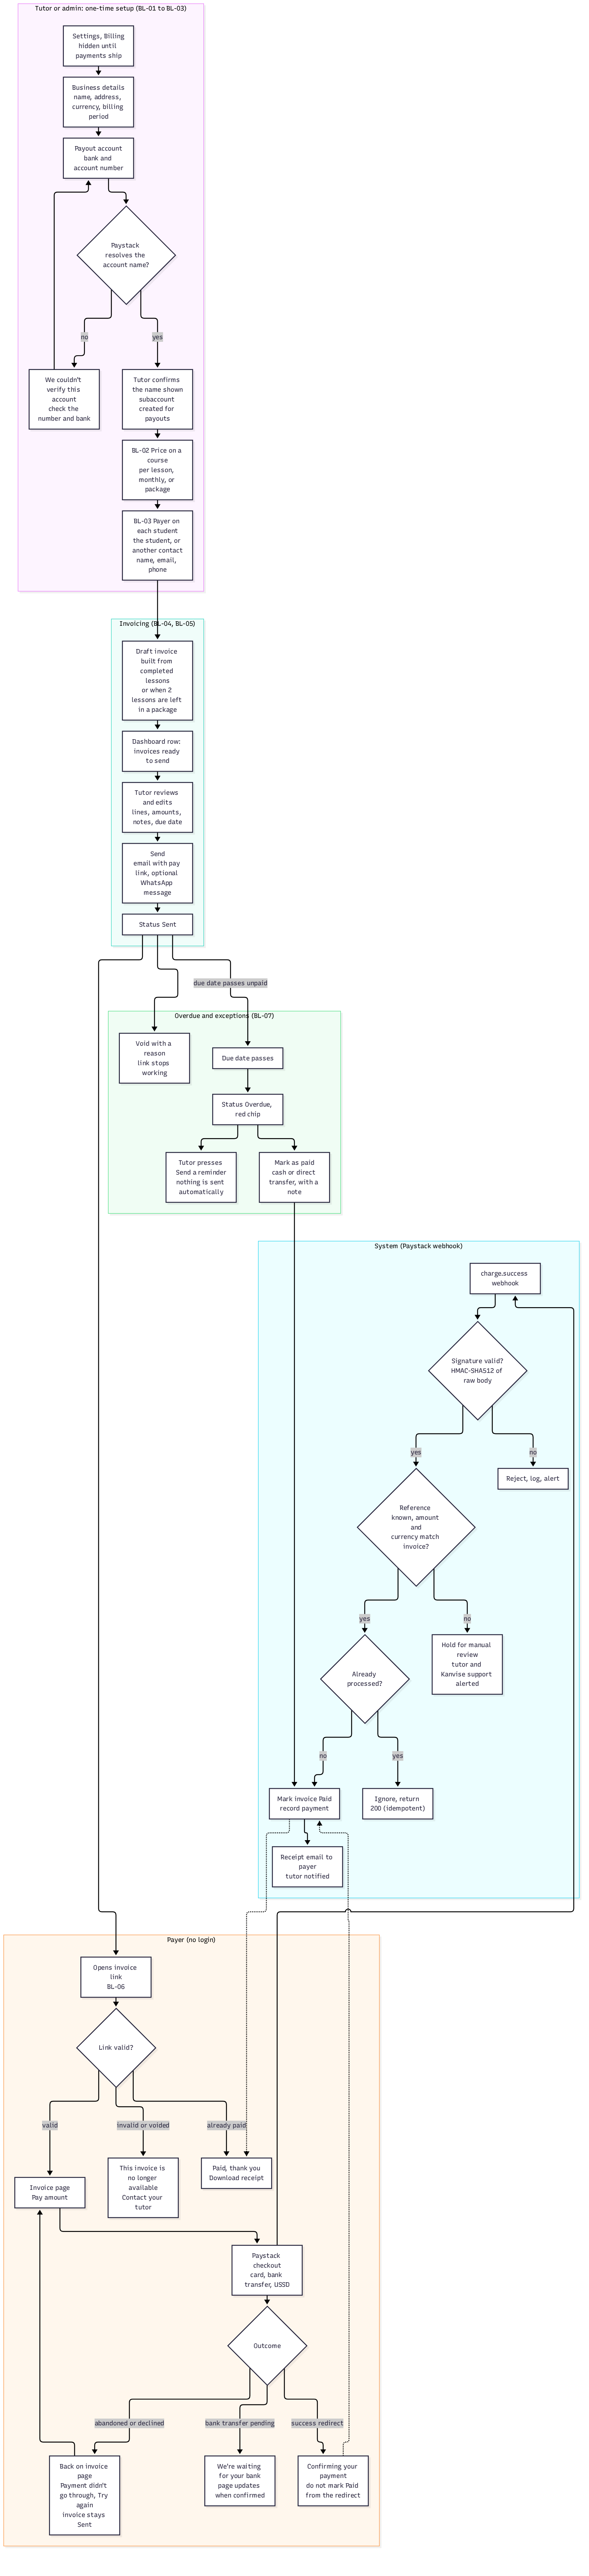 Tutor or admin: one-time setup (BL-01 to BL-03)
Settings, Billing
hidden until
payments ship
Business details
name, address,
currency, billing
period
Payout account
bank and
account number
Paystack
resolves the
account name?
no
yes
We couldn't
verify this
account
check the
number and bank
Tutor confirms
the name shown
subaccount
created for
payouts
BL-02 Price on a
course
per lesson,
monthly, or
package
BL-03 Payer on
each student
the student, or
another contact
name, email,
phone
Invoicing (BL-04, BL-05)
Draft invoice
built from
completed
lessons
or when 2
lessons are left
in a package
Dashboard row:
invoices ready
to send
Tutor reviews
and edits
lines, amounts,
notes, due date
Send
email with pay
link, optional
WhatsApp
message
Status Sent
due date passes unpaid
Overdue and exceptions (BL-07)
Void with a
reason
link stops
working
Due date passes
Status Overdue,
red chip
Tutor presses
Send a reminder
nothing is sent
automatically
Mark as paid
cash or direct
transfer, with a
note
System (Paystack webhook)
charge.success
webhook
Signature valid?
HMAC-SHA512 of
raw body
yes
no
Reject, log, alert
Reference
known, amount
and
currency match
invoice?
yes
no
Hold for manual
review
tutor and
Kanvise support
alerted
Already
processed?
no
yes
Mark invoice Paid
record payment
Ignore, return
200 (idempotent)
Receipt email to
payer
tutor notified
Payer (no login)
Opens invoice
link
BL-06
Link valid?
valid
invalid or voided
already paid
Invoice page
Pay amount
This invoice is
no longer
available
Contact your
tutor
Paid, thank you
Download receipt
Paystack
checkout
card, bank
transfer, USSD
Outcome
abandoned or declined
bank transfer pending
success redirect
Back on invoice
page
Payment didn't
go through, Try
again
invoice stays
Sent
We're waiting
for your bank
page updates
when confirmed
Confirming your
payment
do not mark Paid
from the redirect